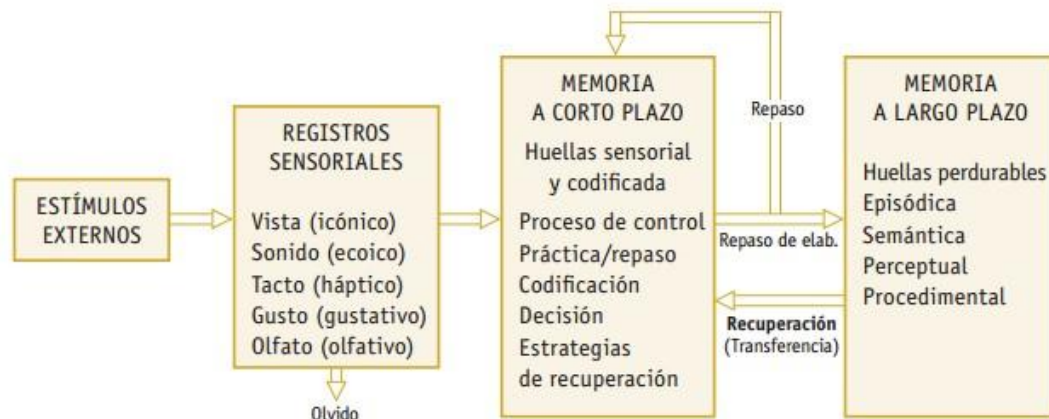 ESTÍMULOS
EXTERNOS
REGISTROS
SENSORIALES
Vista (icónico)
Sonido (ecoico)
Tacto (háptico)
Gusto (gustativo)
Olfato (olfativo)
Olvido
MEMORIA
A CORTO PLAZO
Huellas sensorial
y codificada
Proceso de control
Práctica/repaso
Codificación
Decisión
Estrategias
de recuperación
Repaso
Repaso de elab.
Recuperación
(Transferencia)
MEMORIA
A LARGO PLAZO
Huellas perdurables
Episódica
Semántica
Perceptual
Procedimental